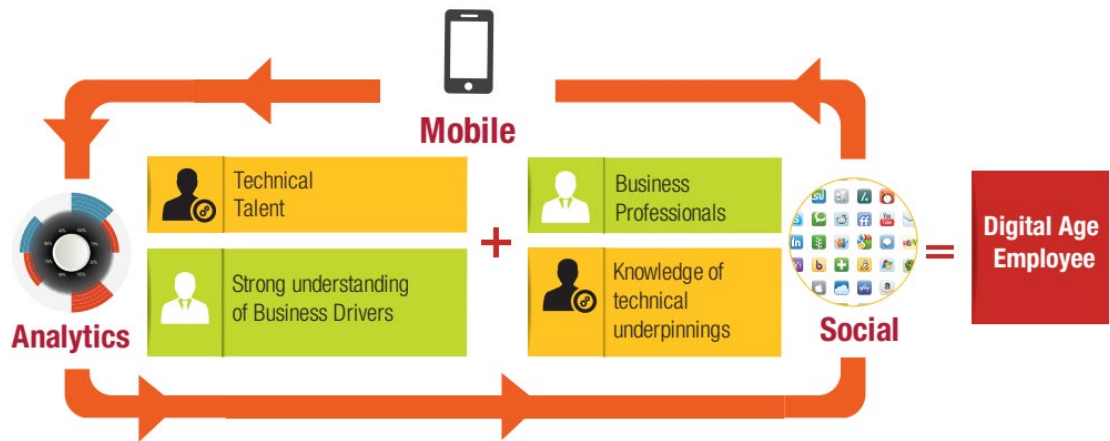 Mobile
Technical
Talent
Strong understanding
of Business Drivers
Analytics
+
Business
Professionals
Knowledge of
technical
underpinnings
Social
=
Digital Age
Employee